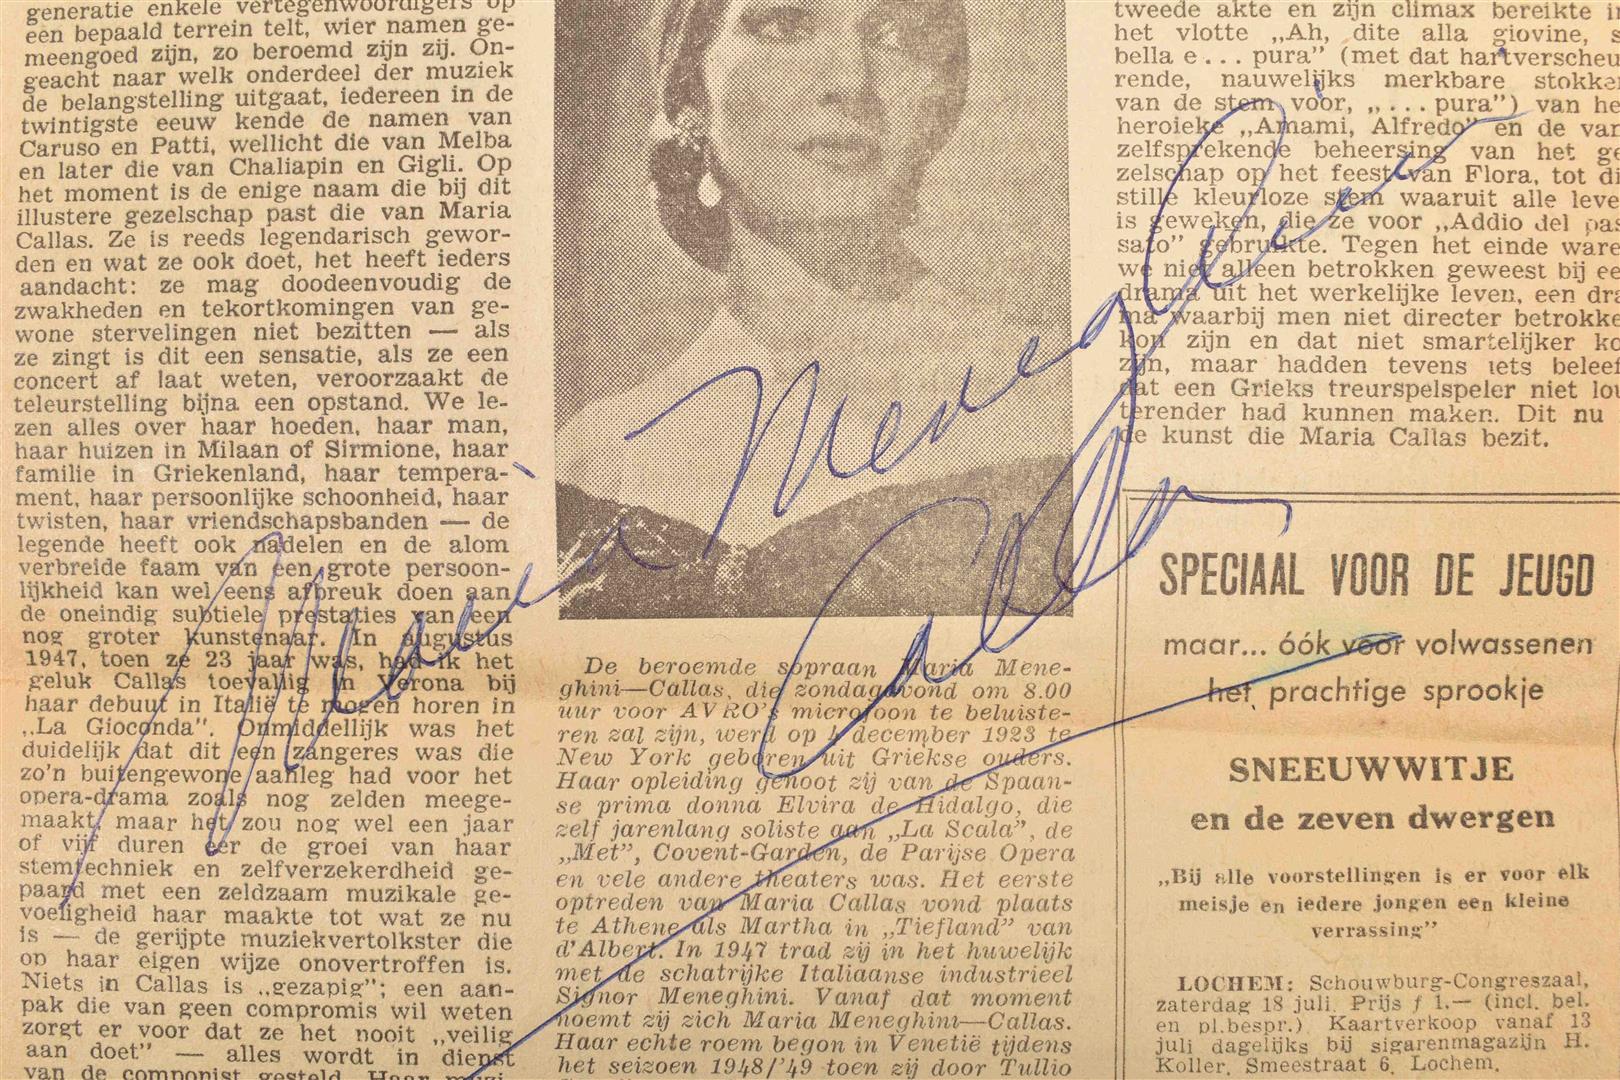 generatie enkele vertegenwoordigers op
een bepaald terrein telt, wier namen ge-
meengoed zijn, zo beroemd zijn zij. On-
geacht naar welk onderdeel der muziek
de belangstelling uitgaat, iedereen in de
twintigste eeuw kende de namen van
Caruso en Patti, wellicht die van Melba
en later die van Chaliapin en Gigli. Op
het moment is de enige naam die bij dit
illustere gezelschap past die van Maria
Callas. Ze is reeds legendarisch gewor-
den en wat ze ook doet, het heeft ieders
aandacht: ze mag doodeenvoudig de
zwakheden en tekortkomingen van ge-
wone stervelingen niet bezitten — als
ze zingt is dit een sensatie, als ze een
concert af laat weten, veroorzaakt de
teleurstelling bijna een opstand. We le-
zen alles over haar hoeden, haar man,
haar huizen in Milaan of Sirmione, haar
familie in Griekenland, haar tempera-
ment, haar persoonlijke schoonheid, haar
twisten, haar vriendschapsbanden — de
legende heeft ook nadelen en de alom
verbreide faam van een grote persoon-
lijkheid kan wel eens afbreuk doen aan
de oneindig subtiele prestaties van een
nog groter kunstenaar. In augustus
1947, toen ze 23 jaar was, had ik het
geluk Callas toevallig in Verona bij
haar debuut in Italië te mogen horen in
„La Gioconda". Onmiddellijk was het
duidelijk dat dit een zangeres was die
zo'n buitengewone aanleg had voor het
opera-drama zoals nog zelden meege-
maakt, maar het zou nog wel een jaar
of vijf duren eer de groei van haar
stemtechniek en zelfverzekerdheid ge-
paard met een zeldzaam muzikale ge-
voeligheid haar maakte tot wat ze nu
is — de gerijpte muziekvertolkster die
op haar eigen wijze onovertroffen is.
Niets in Callas is „gezapig"; een aan-
pak die van geen compromis wil weten
zorgt er voor dat ze het nooit „veilig
aan doet" — alles wordt in dienst
van de componist gesteld. Haar muzi-
Maria Meneghini
Callas
De beroemde sopraan Maria Mene-
ghini—Callas, die zondagavond om 8.00
uur voor AVRO's microfoon te beluiste-
ren zal zijn, werd op 4 december 1923 te
New York geboren uit Griekse ouders.
Haar opleiding genoot zij van de Spaan-
se prima donna Elvira de Hidalgo, die
zelf jarenlang soliste aan „La Scala", de
„Met", Covent-Garden, de Parijse Opera
en vele andere theaters was. Het eerste
optreden van Maria Callas vond plaats
te Athene als Martha in „Tiefland" van
d'Albert. In 1947 trad zij in het huwelijk
met de schatrijke Italiaanse industrieel
Signor Meneghini. Vanaf dat moment
noemt zij zich Maria Meneghini—Callas.
Haar echte roem begon in Venetië tijdens
het seizoen 1948/'49 toen zij door Tullio
tweede akte en zijn climax bereikte in
het vlotte „Ah, dite alla giovine, s
bella e... pura" (met dat hartverscheu
rende, nauwelijks merkbare stokke
van de stem voor, „... pura") van he
heroieke „Amami, Alfredo" en de van
zelfsprekende beheersing van het ge
zelschap op het feest van Flora, tot di
stille kleurloze stem waaruit alle leve
is geweken, die ze voor „Addio del pas
sato" gebruikte. Tegen het einde ware
we niet alleen betrokken geweest bij ee
drama uit het werkelijke leven, een dra
ma waarbij men niet directer betrokke
kon zijn en dat niet smartelijker ko
zijn, maar hadden tevens iets beleef
dat een Grieks treurspelspeler niet lou
terender had kunnen maken. Dit nu
de kunst die Maria Callas bezit.
SPECIAAL VOOR DE JEUGD
maar... óók voor volwassenen
het prachtige sprookje
SNEEUWWITJE
en de zeven dwergen
„Bij alle voorstellingen is er voor elk
meisje en iedere jongen een kleine
verrassing"
LOCHEM: Schouwburg-Congreszaal,
zaterdag 18 juli. Prijs f 1.— (incl. bel.
en pl.bespr.) Kaartverkoop vanaf 13
juli dagelijks bij sigarenmagazijn H.
Koller, Smeestraat 6, Lochem.